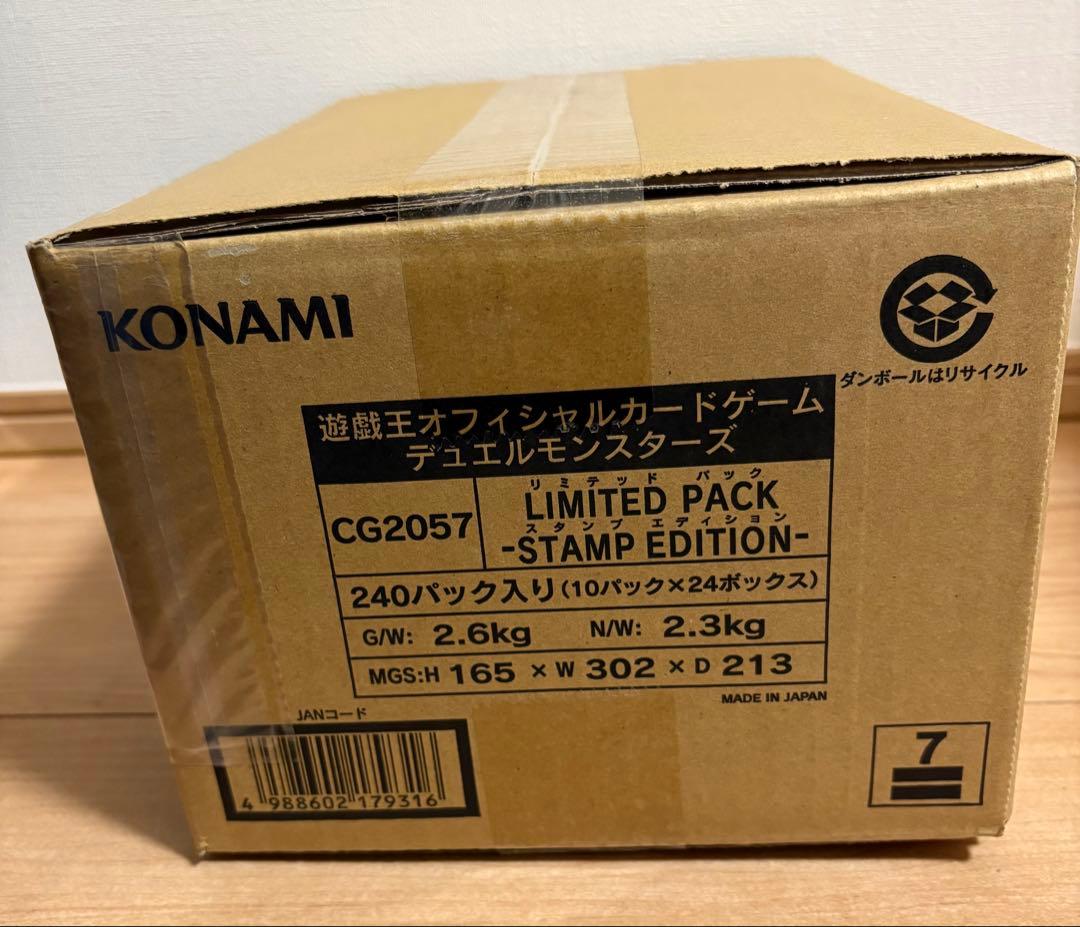 KONAMI
ダンボールはリサイクル
遊戯王オフィシャルカードゲーム
デュエルモンスターズ
CG2057
リミテッド パック
LIMITED PACK
スタンプ エディション
-STAMP EDITION-
240パック入り(10パック×24ボックス)
G/W: 2.6kg N/W: 2.3kg
MGS:H 165 × W 302 × D 213
MADE IN JAPAN
JANコード
4 988602 179316
7